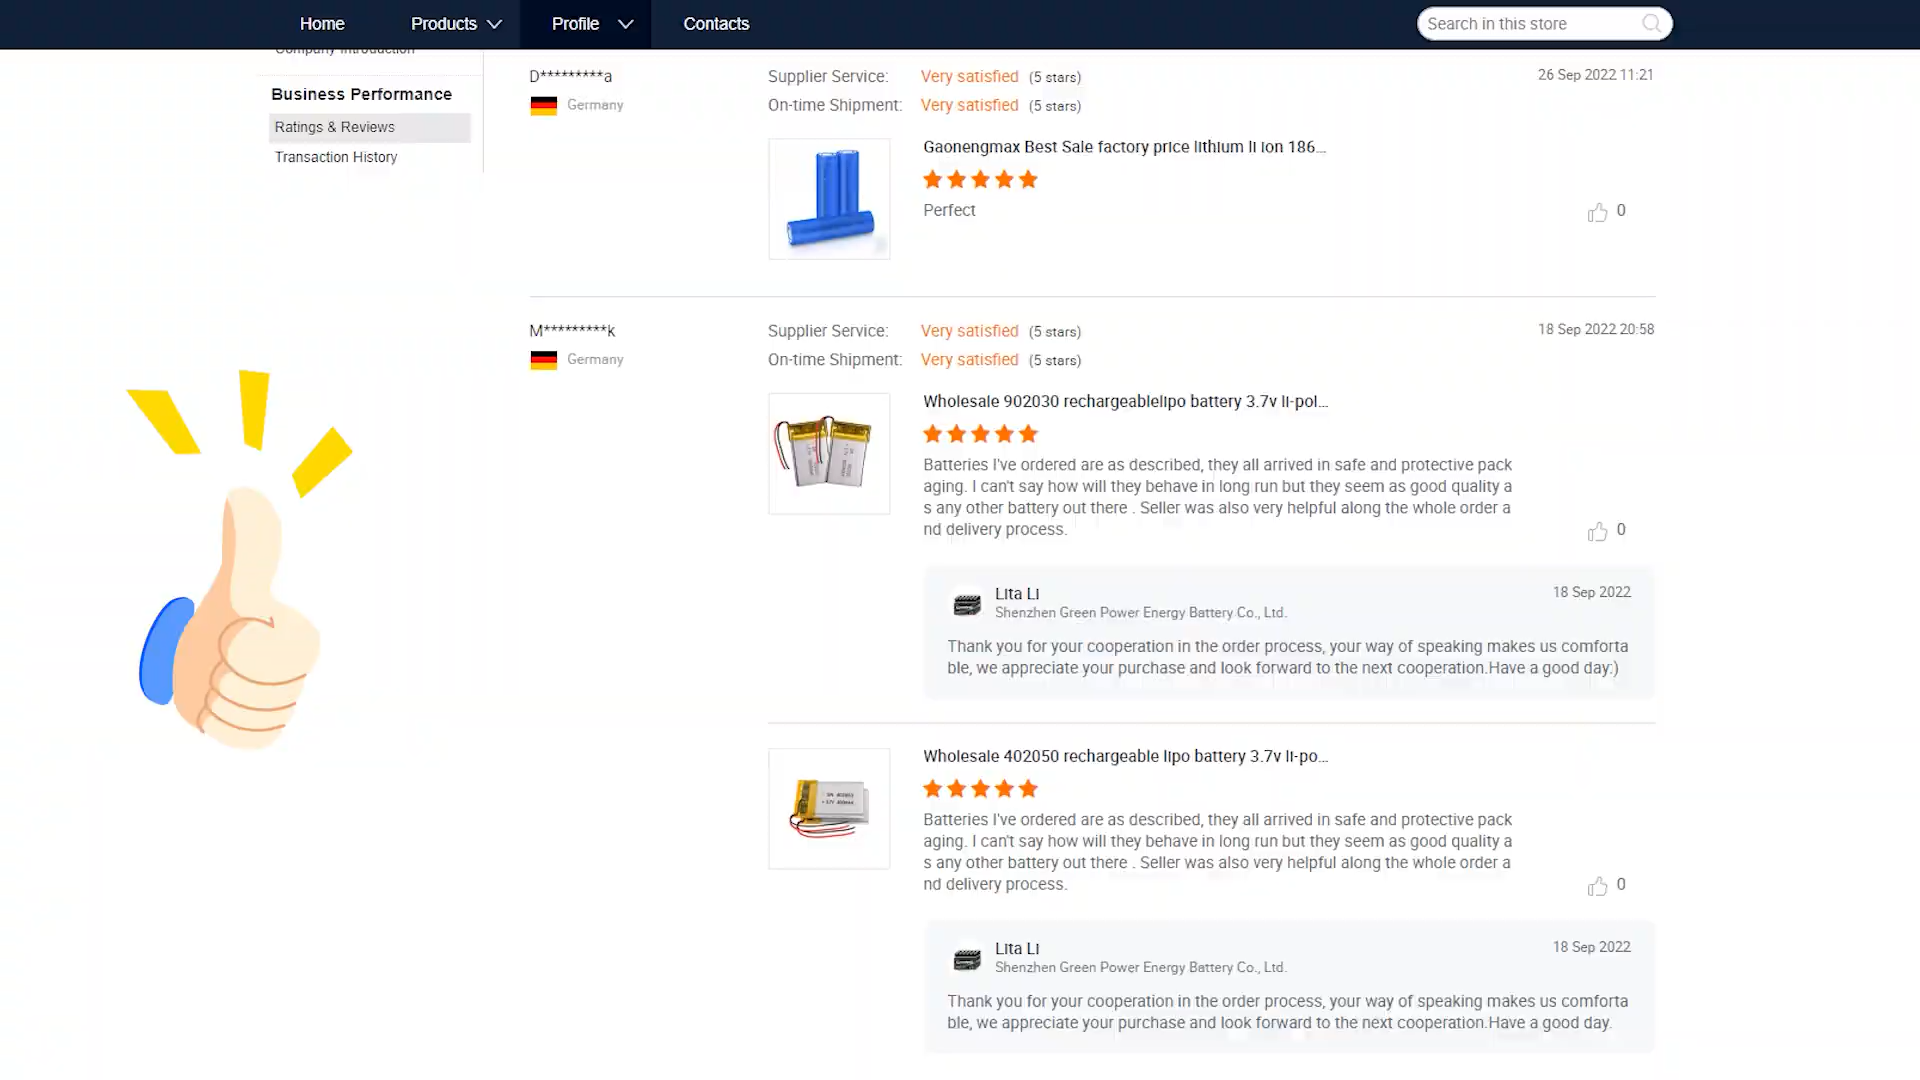 Home
Products
Profile
Contacts
Search in this store
Company Introduction
Business Performance
Ratings & Reviews
Transaction History
D*********a
Germany
Supplier Service: Very satisfied (5 stars)
On-time Shipment: Very satisfied (5 stars)
26 Sep 2022 11:21
Gaonengmax Best Sale factory price lithium li ion 186...
Perfect
0
M*********k
Germany
Supplier Service: Very satisfied (5 stars)
On-time Shipment: Very satisfied (5 stars)
18 Sep 2022 20:58
Wholesale 902030 rechargeablelipo battery 3.7v li-pol...
Batteries I've ordered are as described, they all arrived in safe and protective pack
aging. I can't say how will they behave in long run but they seem as good quality a
s any other battery out there . Seller was also very helpful along the whole order a
nd delivery process.
0
Lita Li
18 Sep 2022
Shenzhen Green Power Energy Battery Co., Ltd.
Thank you for your cooperation in the order process, your way of speaking makes us comforta
ble, we appreciate your purchase and look forward to the next cooperation.Have a good day:)
Wholesale 402050 rechargeable lipo battery 3.7v li-po...
Batteries I've ordered are as described, they all arrived in safe and protective pack
aging. I can't say how will they behave in long run but they seem as good quality a
s any other battery out there . Seller was also very helpful along the whole order a
nd delivery process.
0
Lita Li
18 Sep 2022
Shenzhen Green Power Energy Battery Co., Ltd.
Thank you for your cooperation in the order process, your way of speaking makes us comforta
ble, we appreciate your purchase and look forward to the next cooperation.Have a good day.